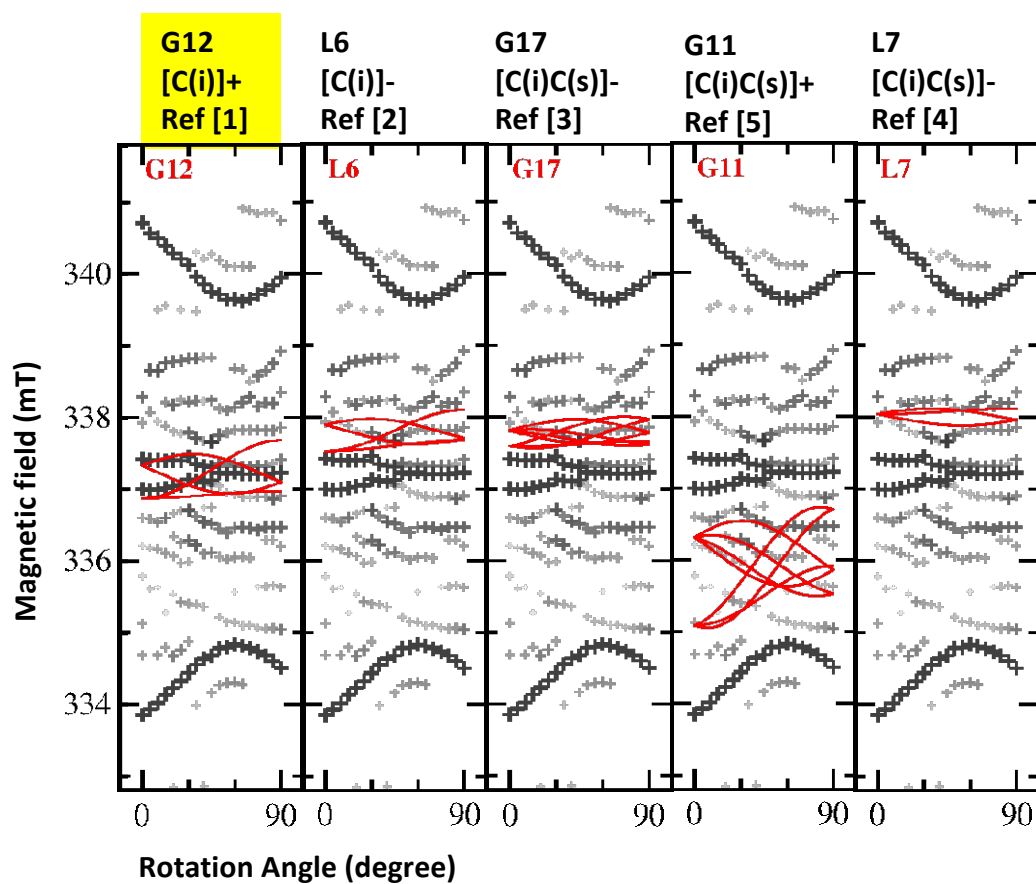 G12
[C(i)]+
Ref [1]
L6
[C(i)]-
Ref [2]
G17
[C(i)C(s)]-
Ref [3]
G11
[C(i)C(s)]+
Ref [5]
L7
[C(i)C(s)]-
Ref [4]
G12
L6
G17
G11
L7
340
338
336
334
Magnetic field (mT)
0 90
0 90
0 90
0 90
0 90
Rotation Angle (degree)